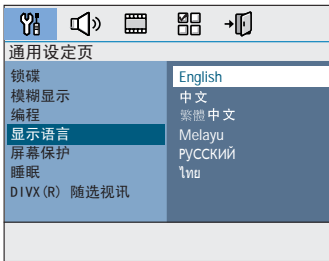 通用设定页
锁碟
模糊显示
编程
显示语言
屏幕保护
睡眠
DIVX(R) 随选视讯
English
中文
繁體中文
Melayu
РУССКИЙ
ไทย